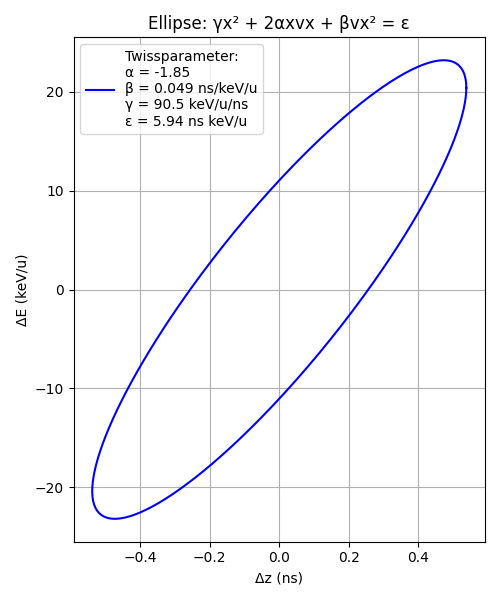 Ellipse: γx² + 2αxvx + βvx² = ε
Twissparameter:
α = -1.85
β = 0.049 ns/keV/u
γ = 90.5 keV/u/ns
ε = 5.94 ns keV/u
ΔE (keV/u)
20
10
0
−10
−20
−0.4 −0.2 0.0 0.2 0.4
Δz (ns)